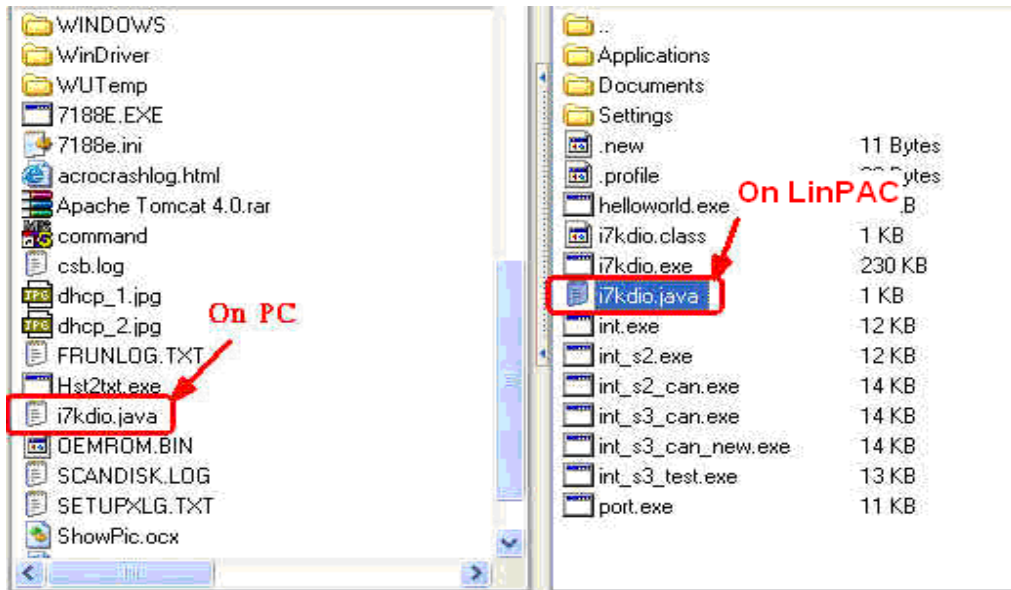 WINDOWS
WinDriver
WUTemp
7188E.EXE
7188e.ini
acrocrashlog.html
Apache Tomcat 4.0.rar
command
csb.log
dhcp_1.jpg
dhcp_2.jpg
FRUNLOG.TXT
Hst2txt.exe
i7kdio.java
OEMROM.BIN
SCANDISK.LOG
SETUPXLG.TXT
ShowPic.ocx
On PC
..
Applications
Documents
Settings
.new 11 Bytes
.profile Bytes
helloworld.exe B
i7kdio.class 1 KB
i7kdio.exe 230 KB
i7kdio.java 1 KB
int.exe 12 KB
int_s2.exe 12 KB
int_s2_can.exe 14 KB
int_s3_can.exe 14 KB
int_s3_can_new.exe 14 KB
int_s3_test.exe 13 KB
port.exe 11 KB
On LinPAC